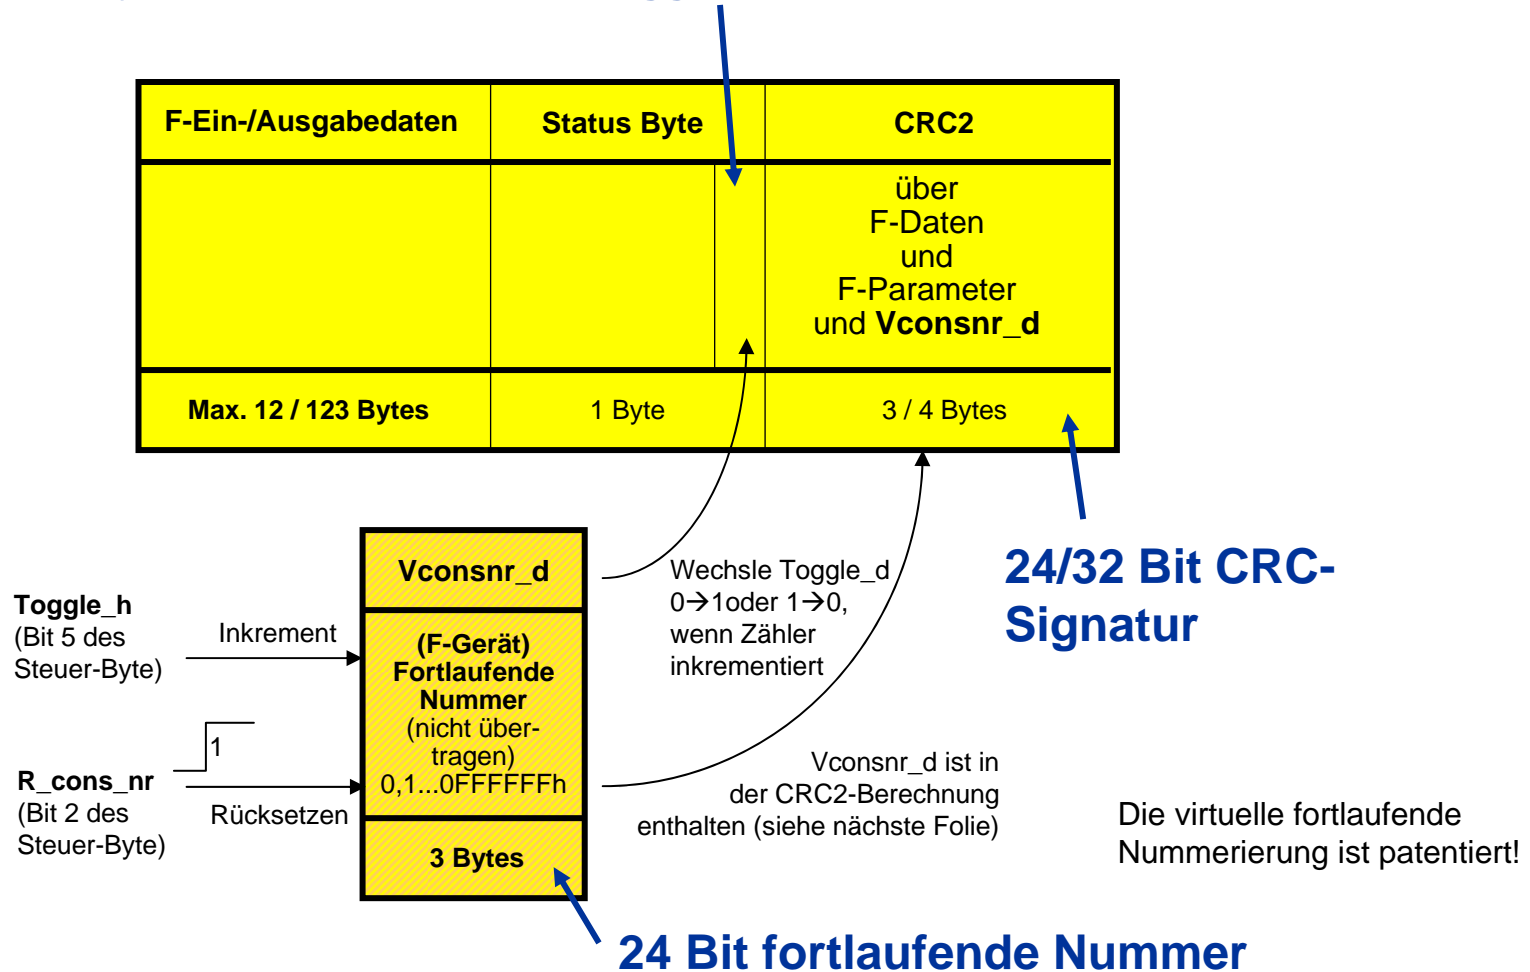 F-Ein-/Ausgabedaten
Status Byte
CRC2
über
F-Daten
und
F-Parameter
und Vconsnr_d
Max. 12 / 123 Bytes
1 Byte
3 / 4 Bytes
24/32 Bit CRC-
Signatur
Vconsnr_d
(F-Gerät)
Fortlaufende
Nummer
(nicht über-
tragen)
0,1...0FFFFFFh
3 Bytes
Toggle_h
(Bit 5 des
Steuer-Byte)
Inkrement
1
R_cons_nr
(Bit 2 des
Steuer-Byte)
Rücksetzen
Wechsle Toggle_d
0→1oder 1→0,
wenn Zähler
inkrementiert
Vconsnr_d ist in
der CRC2-Berechnung
enthalten (siehe nächste Folie)
Die virtuelle fortlaufende
Nummerierung ist patentiert!
24 Bit fortlaufende Nummer